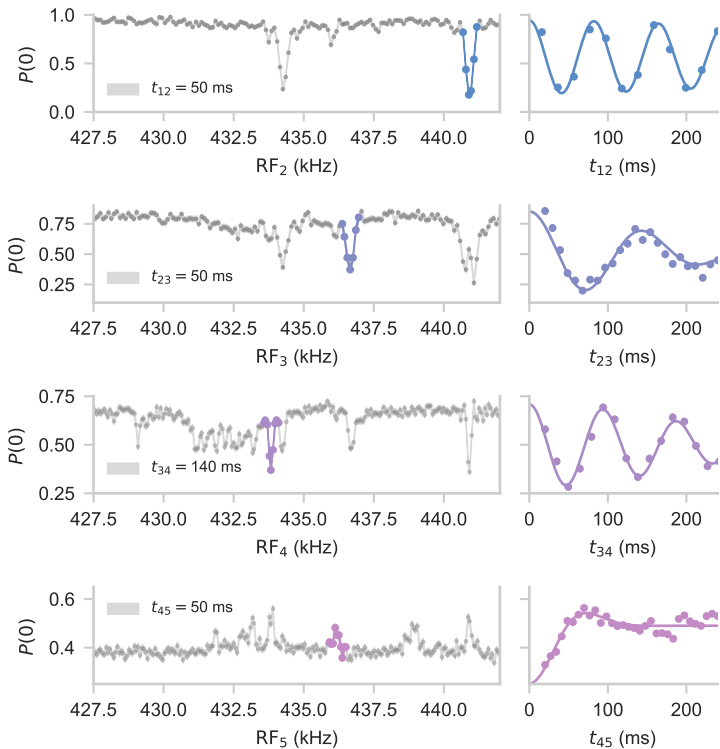 1.0
0.5
0.0
P(0)
t12 = 50 ms
427.5 430.0 432.5 435.0 437.5 440.0
RF2 (kHz)
0 100 200
t12 (ms)
0.75
0.50
0.25
P(0)
t23 = 50 ms
427.5 430.0 432.5 435.0 437.5 440.0
RF3 (kHz)
0 100 200
t23 (ms)
0.75
0.50
0.25
P(0)
t34 = 140 ms
427.5 430.0 432.5 435.0 437.5 440.0
RF4 (kHz)
0 100 200
t34 (ms)
0.6
0.4
P(0)
t45 = 50 ms
427.5 430.0 432.5 435.0 437.5 440.0
RF5 (kHz)
0 100 200
t45 (ms)